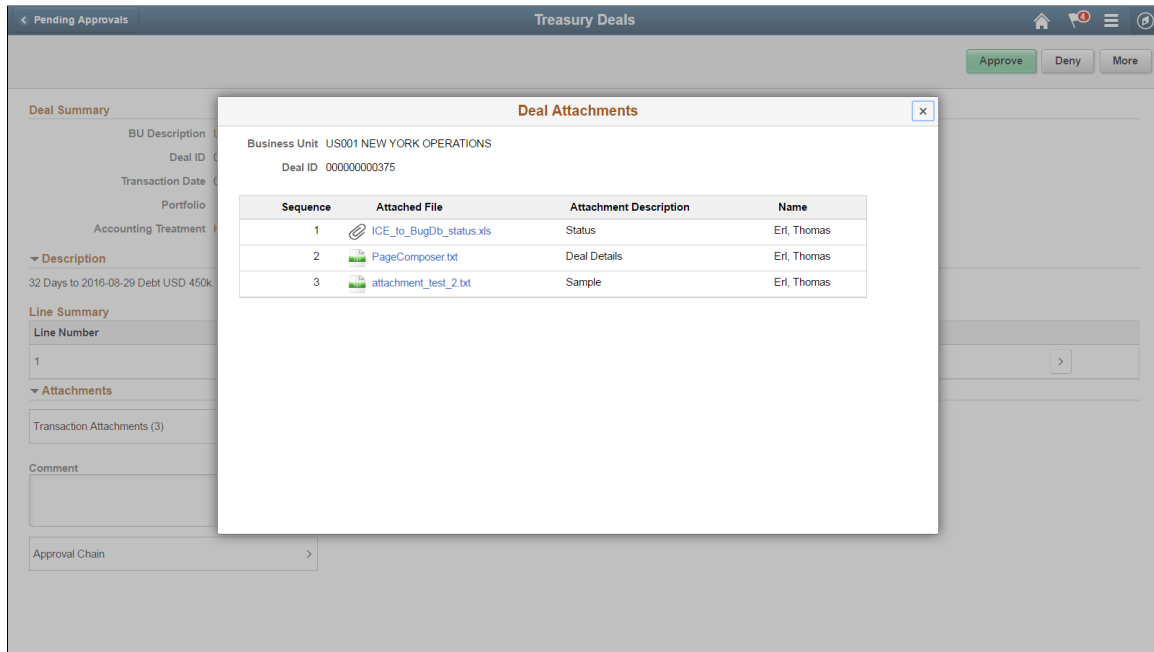 Pending Approvals Treasury Deals 4
Approve Deny More
Deal Summary
BU Description
Deal ID
Transaction Date
Portfolio
Accounting Treatment
Description
32 Days to 2016-08-29 Debt USD 450k
Line Summary
Line Number
1
Attachments
Transaction Attachments (3)
Comment
Approval Chain
Deal Attachments
Business Unit US001 NEW YORK OPERATIONS
Deal ID 000000000375
Sequence Attached File Attachment Description Name
1 ICE_to_BugDb_status.xls Status Erl, Thomas
2 PageComposer.txt Deal Details Erl, Thomas
3 attachment_test_2.txt Sample Erl, Thomas